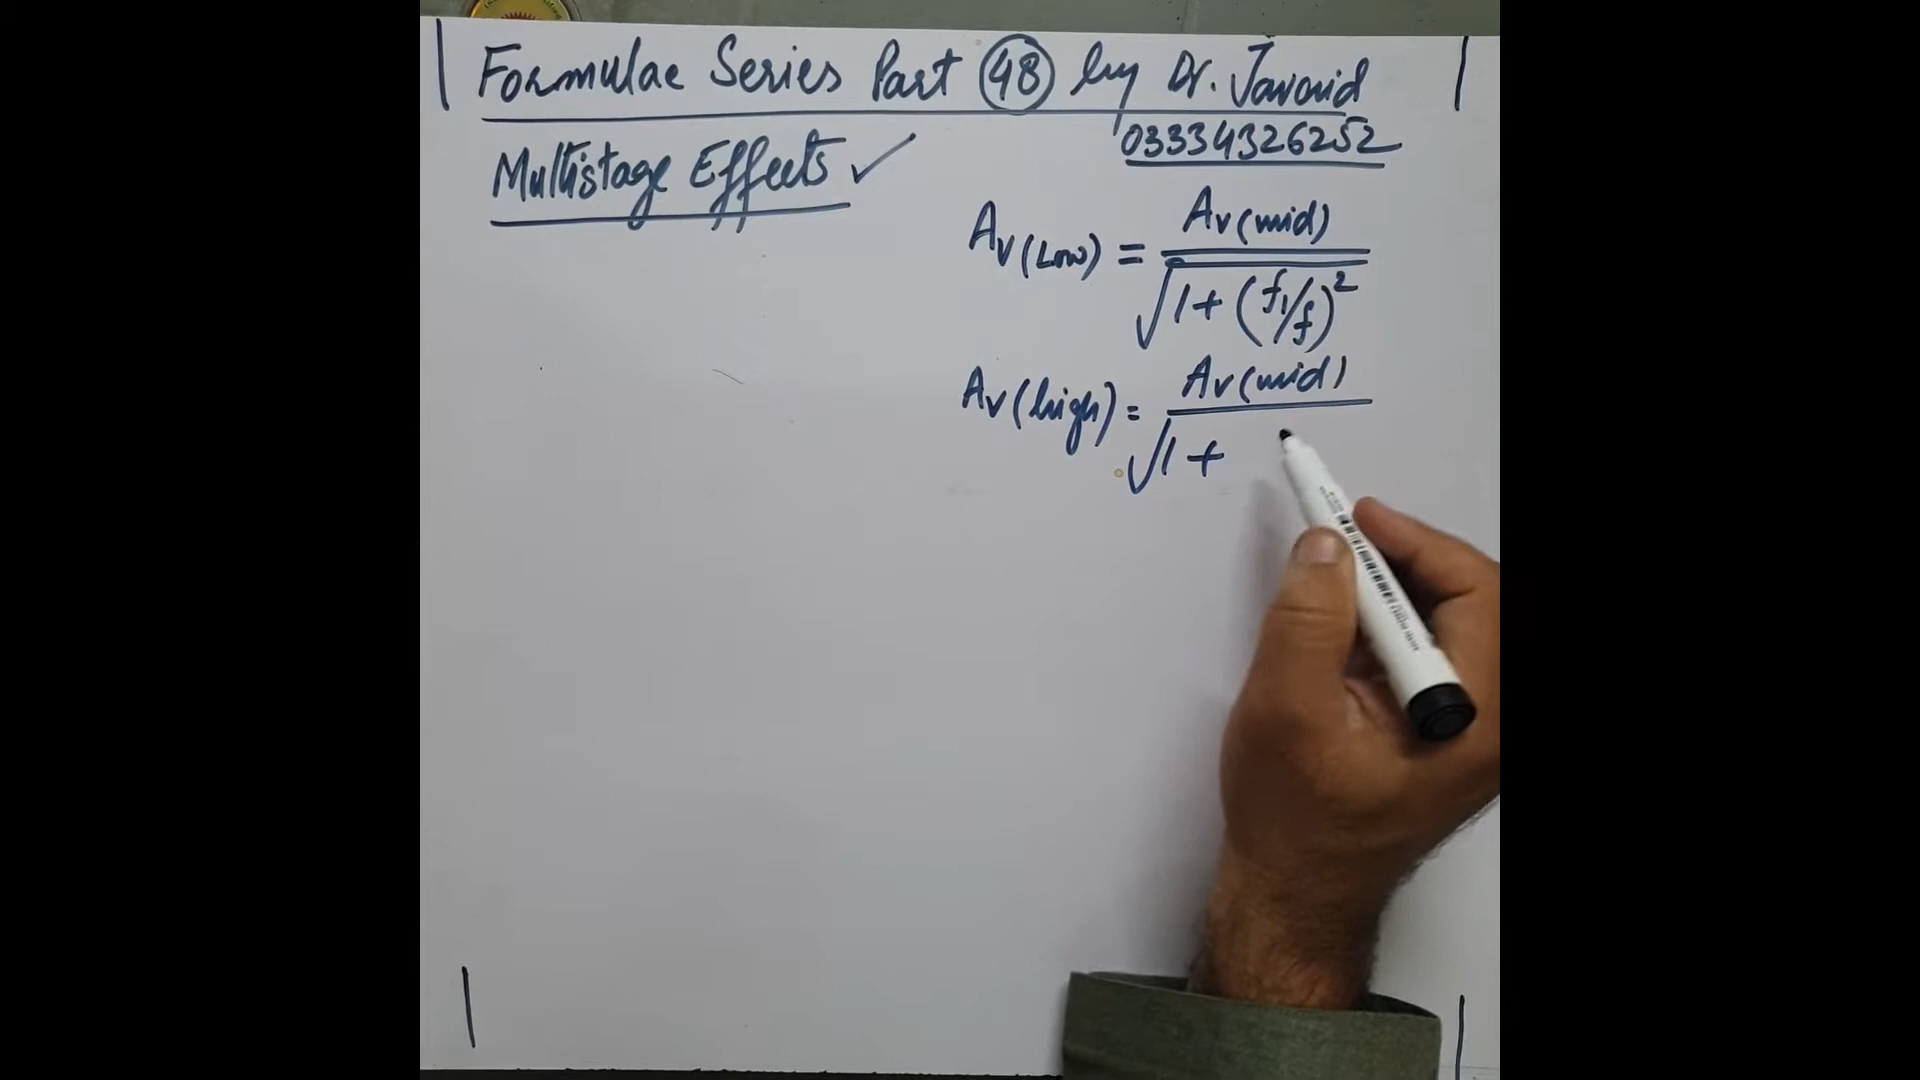 Formulae Series Part 48 by Dr. Javaid
03334326252
Multistage Effects ✓
Av(Low) = Av(mid) / √1 + (f1/f)²
Av(high) = Av(mid) / √1 +